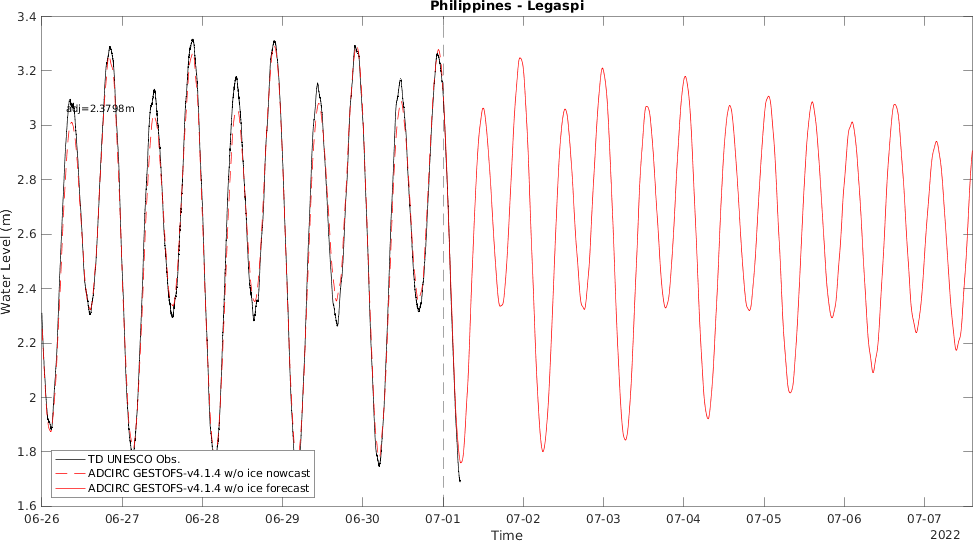 Philippines - Legaspi
3.4
3.2
3
2.8
2.6
2.4
2.2
2
1.8
1.6
Water Level (m)
adj=2.3798m
TD UNESCO Obs.
ADCIRC GESTOFS-v4.1.4 w/o ice nowcast
ADCIRC GESTOFS-v4.1.4 w/o ice forecast
06-26 06-27 06-28 06-29 06-30 07-01 07-02 07-03 07-04 07-05 07-06 07-07
Time
2022